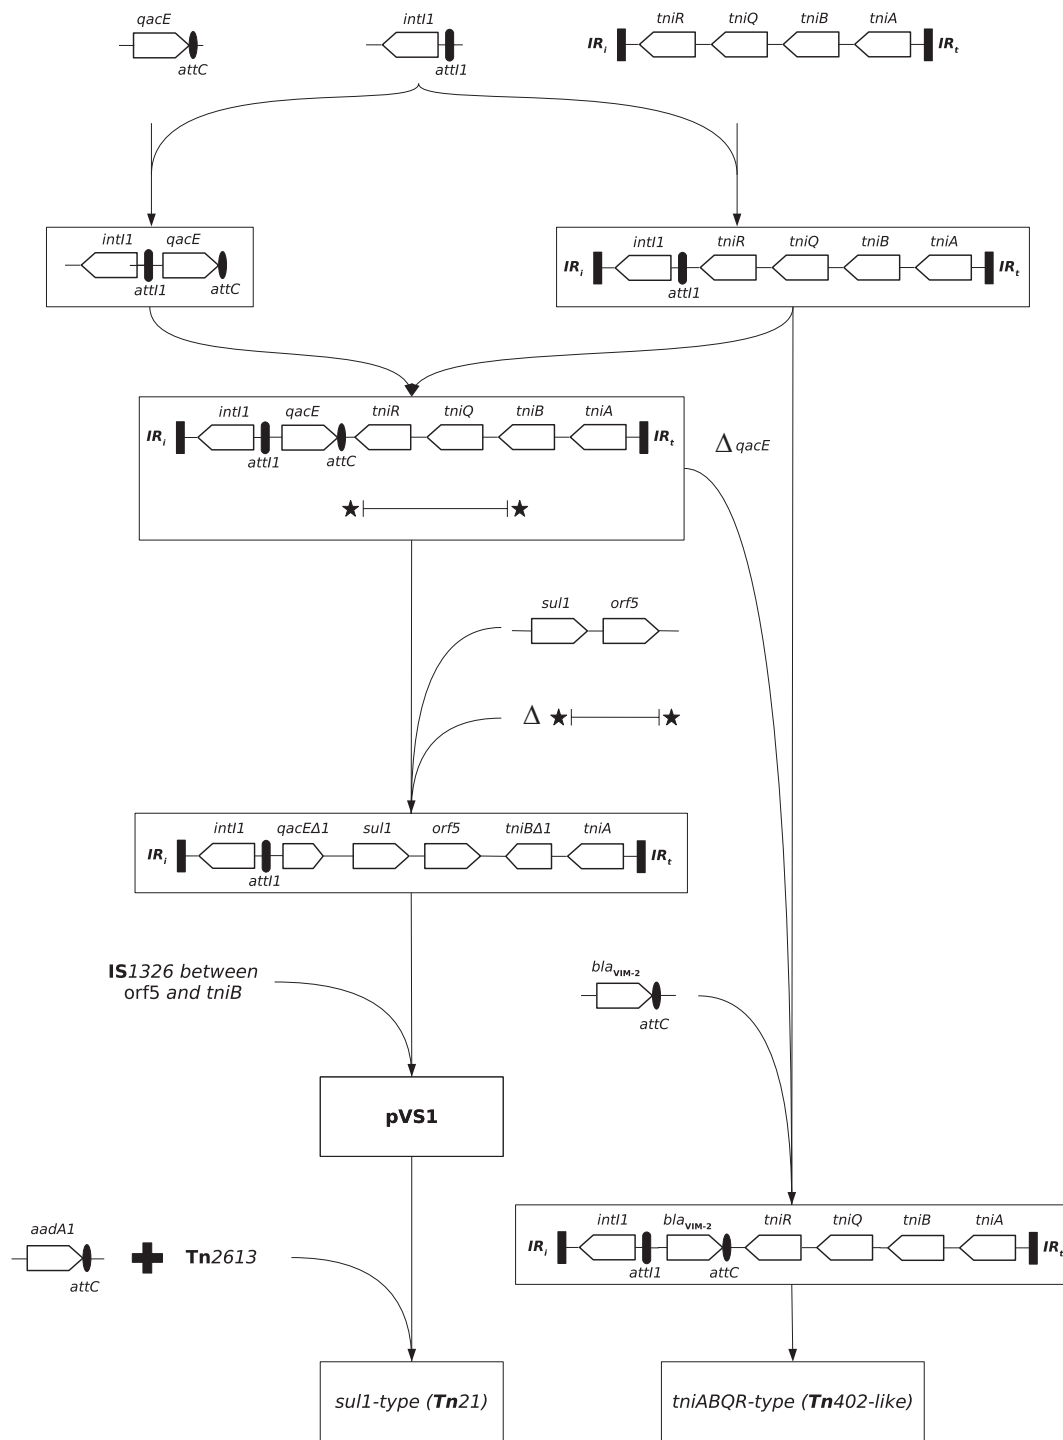 qacE
attC
intI1
attI1
IRi tniR tniQ tniB tniA IRt
intI1 qacE
attI1 attC
IRi intI1 tniR tniQ tniB tniA IRt
attI1
IRi intI1 qacE tniR tniQ tniB tniA IRt
attI1 attC
★ ★
Δ qacE
sul1 orf5
Δ ★ ★
IRi intI1 qacEΔ1 sul1 orf5 tniBΔ1 tniA IRt
attI1
IS1326 between
orf5 and tniB
blaVIM-2
attC
pVS1
aadA1
attC
Tn2613
IRi intI1 blaVIM-2 tniR tniQ tniB tniA IRt
attI1 attC
sul1-type (Tn21)
tniABQR-type (Tn402-like)